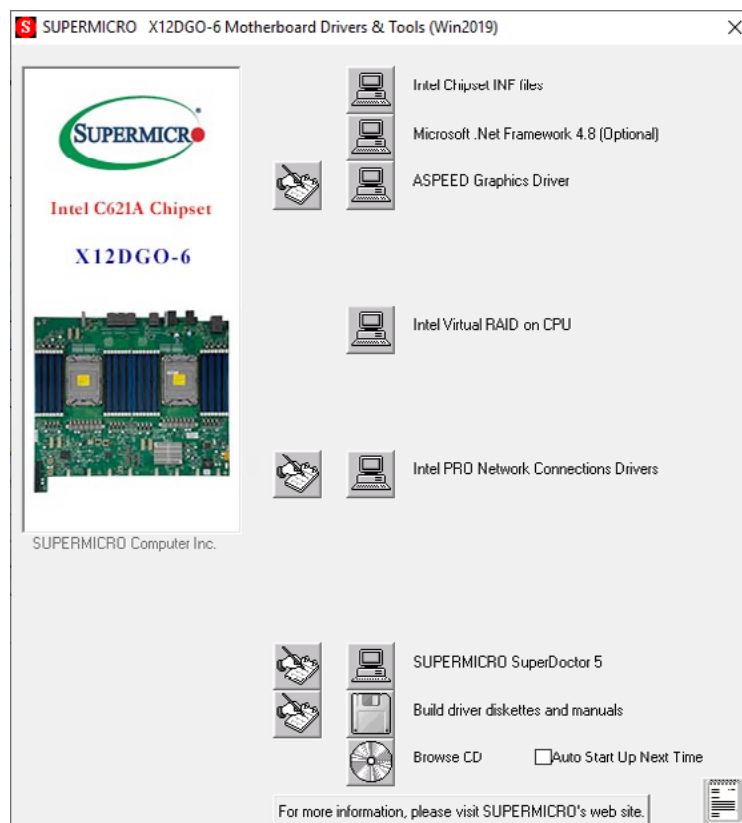 SUPERMICRO X12DGO-6 Motherboard Drivers & Tools (Win2019)
SUPERMICRO
Intel C621A Chipset
X12DGO-6
SUPERMICRO Computer Inc.
Intel Chipset INF files
Microsoft .Net Framework 4.8 (Optional)
ASPEED Graphics Driver
Intel Virtual RAID on CPU
Intel PRO Network Connections Drivers
SUPERMICRO SuperDoctor 5
Build driver diskettes and manuals
Browse CD
Auto Start Up Next Time
For more information, please visit SUPERMICRO's web site.